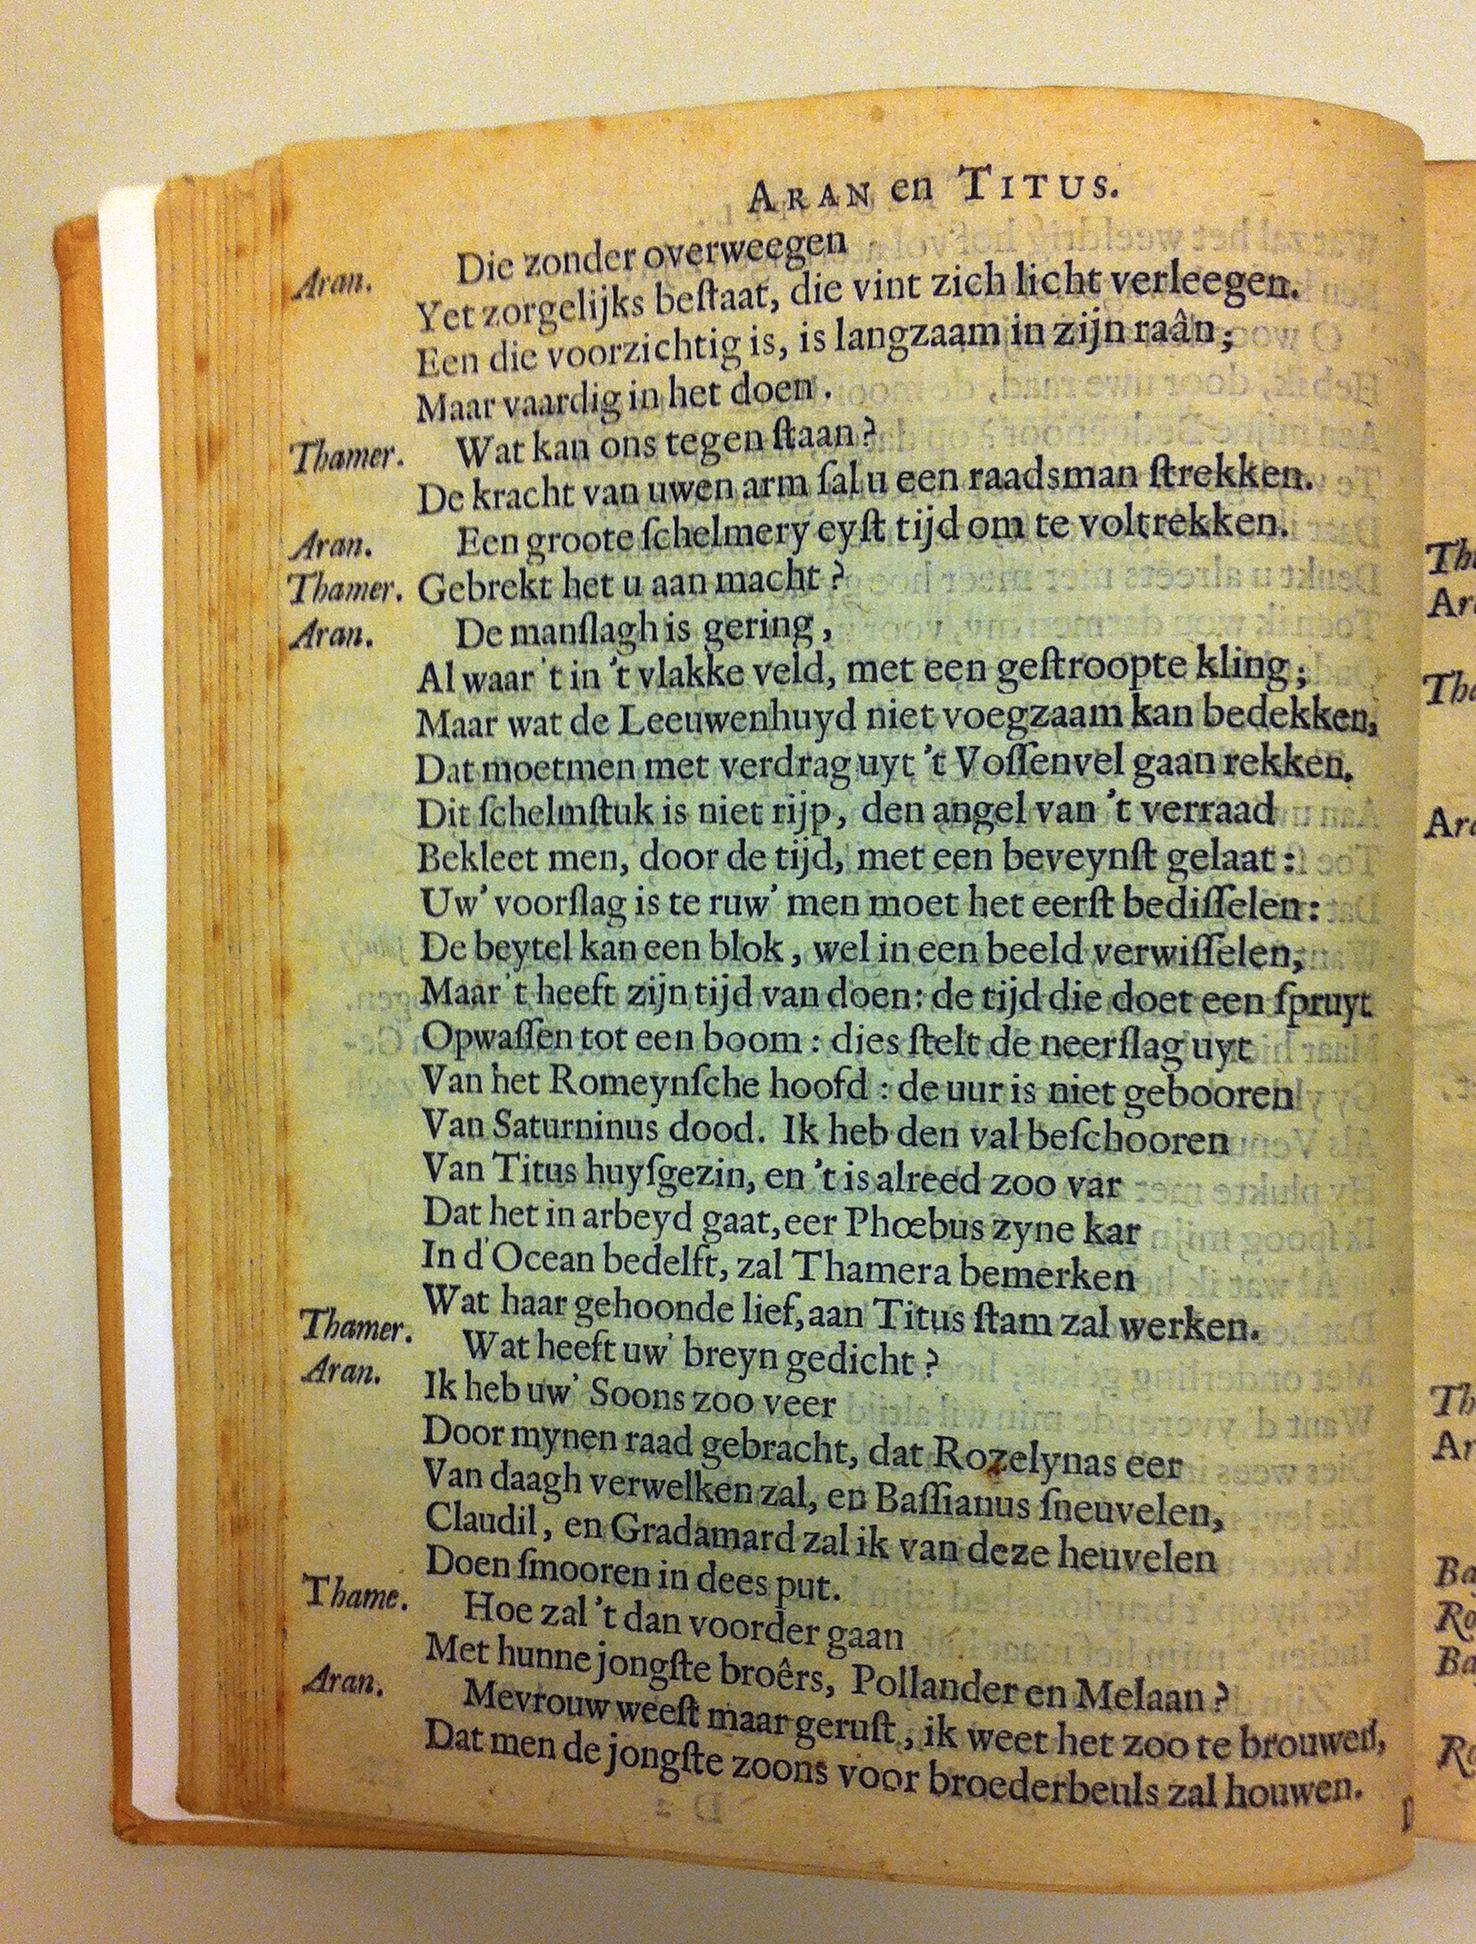 ARAN en TITUS.
Aran. Die zonder overweegen
Yet zorgelijks beſtaat, die vint zich licht verleegen.
Een die voorzichtig is, is langzaam in zijn raân;
Maar vaardig in het doen.
Thamer. Wat kan ons tegen ſtaan?
De kracht van uwen arm ſal u een raadsman ſtrekken.
Aran. Een groote ſchelmery eyſt tijd om te voltrekken.
Thamer. Gebrekt het u aan macht?
Aran. De manſlagh is gering,
Al waar 't in 't vlakke veld, met een geſtroopte kling;
Maar wat de Leeuwenhuyd niet voegzaam kan bedekken,
Dat moetmen met verdrag uyt 't Voſſenvel gaan rekken.
Dit ſchelmſtuk is niet rijp, den angel van 't verraad
Bekleet men, door de tijd, met een beveynſt gelaat:
Uw' voorſlag is te ruw' men moet het eerſt bediſſelen:
De beytel kan een blok, wel in een beeld verwiſſelen,
Maar 't heeft zijn tijd van doen: de tijd die doet een ſpruyt
Opwaſſen tot een boom: dies ſtelt de neerſlag uyt
Van het Romeynſche hoofd: de uur is niet gebooren
Van Saturninus dood. Ik heb den val beſchooren
Van Titus huyſgezin, en 't is alreed zoo var
Dat het in arbeyd gaat, eer Phœbus zyne kar
In d'Ocean bedelft, zal Thamera bemerken
Wat haar gehoonde lief, aan Titus ſtam zal werken.
Thamer. Wat heeft uw' breyn gedicht?
Aran. Ik heb uw' Soons zoo veer
Door mynen raad gebracht, dat Rozelynas eer
Van daagh verwelken zal, en Baſſianus ſneuvelen,
Claudil, en Gradamard zal ik van deze heuvelen
Doen ſmooren in dees put.
Thame. Hoe zal 't dan voorder gaan
Met hunne jongſte broêrs, Pollander en Melaan?
Aran. Mevrouw weeſt maar geruſt, ik weet het zoo te brouwen,
Dat men de jongſte zoons voor broederbeuls zal houwen.
Th
Ar
Tha
Ara
Th
Ar
Ba
Ro
Ba
Ro